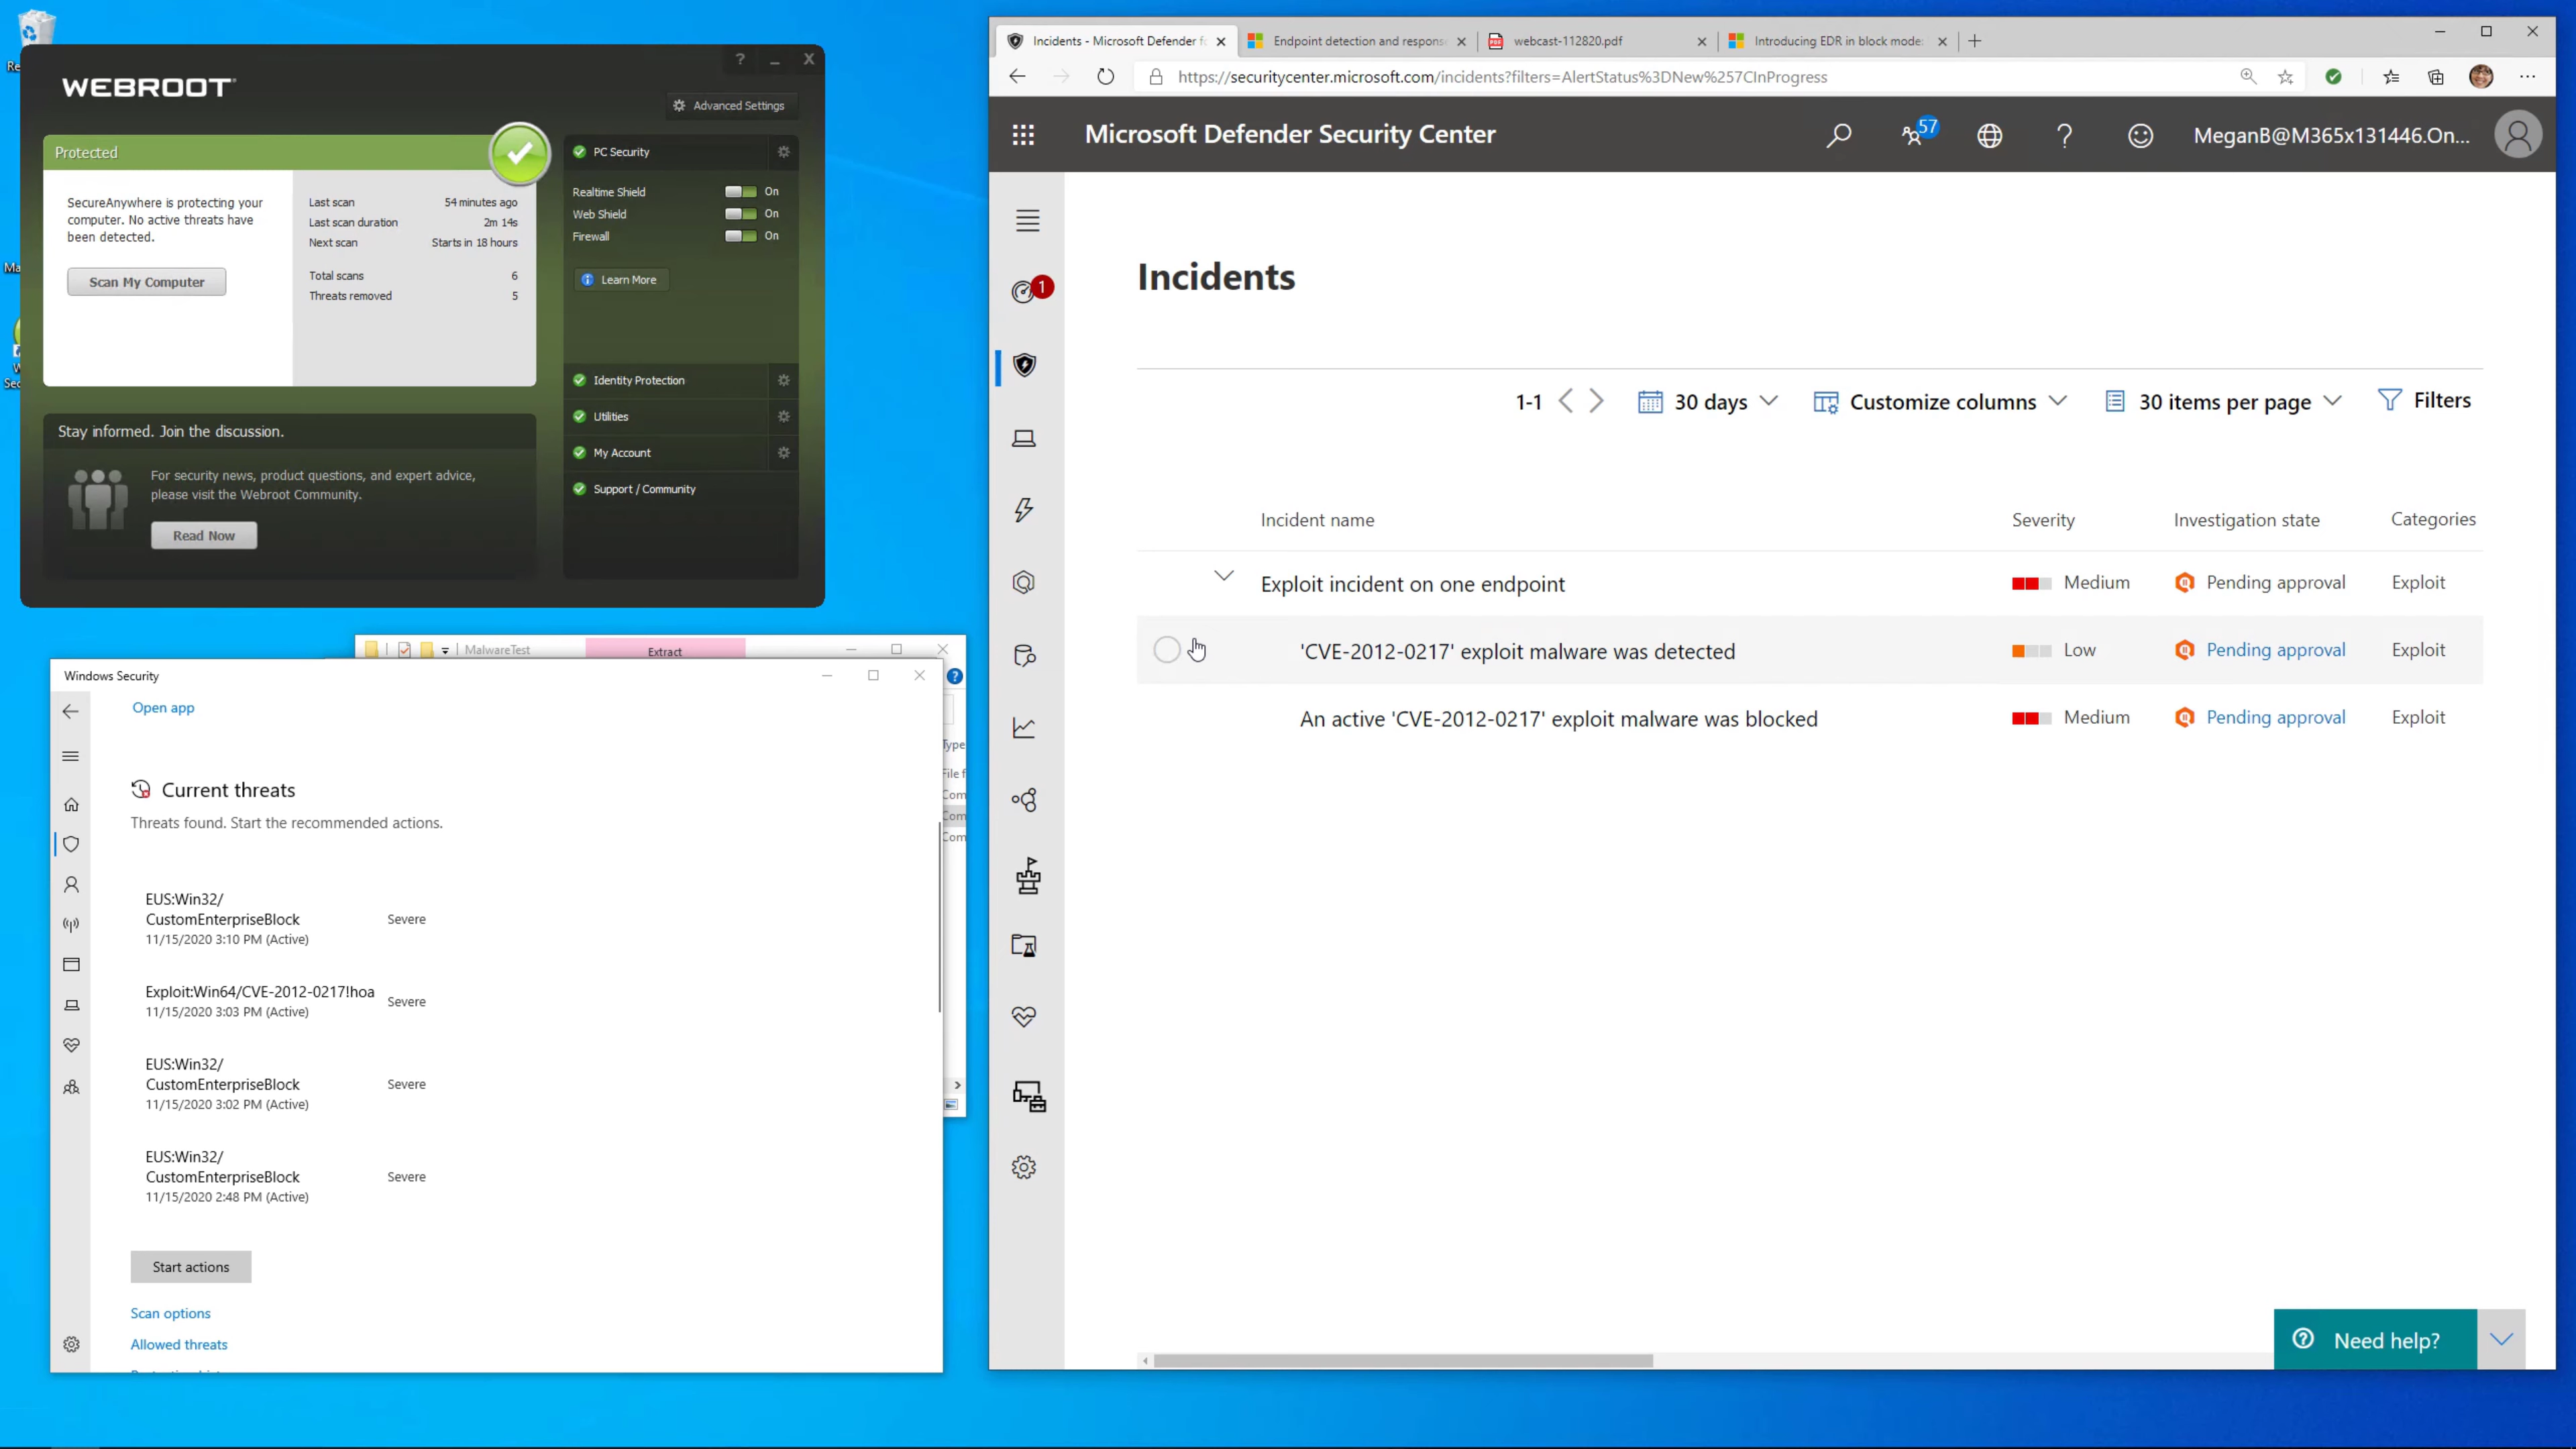 WEBROOT
Advanced Settings
Protected
SecureAnywhere is protecting your
computer. No active threats have
been detected.
Scan My Computer
Last scan 54 minutes ago
Last scan duration 2m 14s
Next scan Starts in 18 hours
Total scans 6
Threats removed 5
PC Security
Realtime Shield On
Web Shield On
Firewall On
Learn More
Identity Protection
Utilities
My Account
Support / Community
Stay informed. Join the discussion.
For security news, product questions, and expert advice,
please visit the Webroot Community.
Read Now
MalwareTest
Extract
Windows Security
Open app
Current threats
Threats found. Start the recommended actions.
EUS:Win32/
CustomEnterpriseBlock
11/15/2020 3:10 PM (Active)
Severe
Exploit:Win64/CVE-2012-0217!hoa
11/15/2020 3:03 PM (Active)
Severe
EUS:Win32/
CustomEnterpriseBlock
11/15/2020 3:02 PM (Active)
Severe
EUS:Win32/
CustomEnterpriseBlock
11/15/2020 2:48 PM (Active)
Severe
Start actions
Scan options
Allowed threats
Type
File f
Com
Com
Com
Incidents - Microsoft Defender f
Endpoint detection and respons
webcast-112820.pdf
Introducing EDR in block mode:
https://securitycenter.microsoft.com/incidents?filters=AlertStatus%3DNew%257CInProgress
Microsoft Defender Security Center
57
MeganB@M365x131446.On...
1
Incidents
1-1
30 days
Customize columns
30 items per page
Filters
Incident name Severity Investigation state Categories
Exploit incident on one endpoint Medium Pending approval Exploit
'CVE-2012-0217' exploit malware was detected Low Pending approval Exploit
An active 'CVE-2012-0217' exploit malware was blocked Medium Pending approval Exploit
Need help?